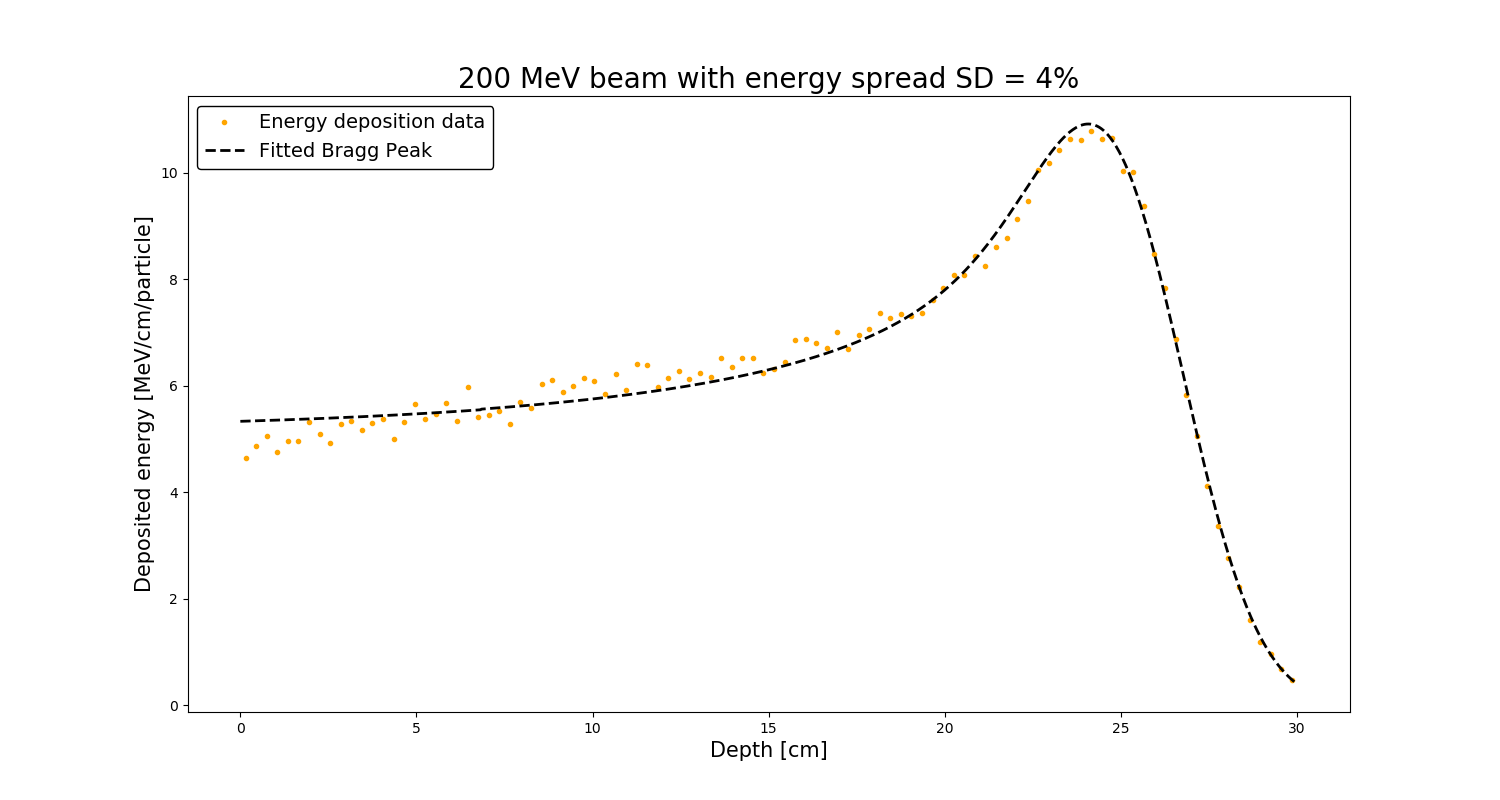 200 MeV beam with energy spread SD = 4%
Energy deposition data
Fitted Bragg Peak
Deposited energy [MeV/cm/particle]
10
8
6
4
2
0
0 5 10 15 20 25 30
Depth [cm]